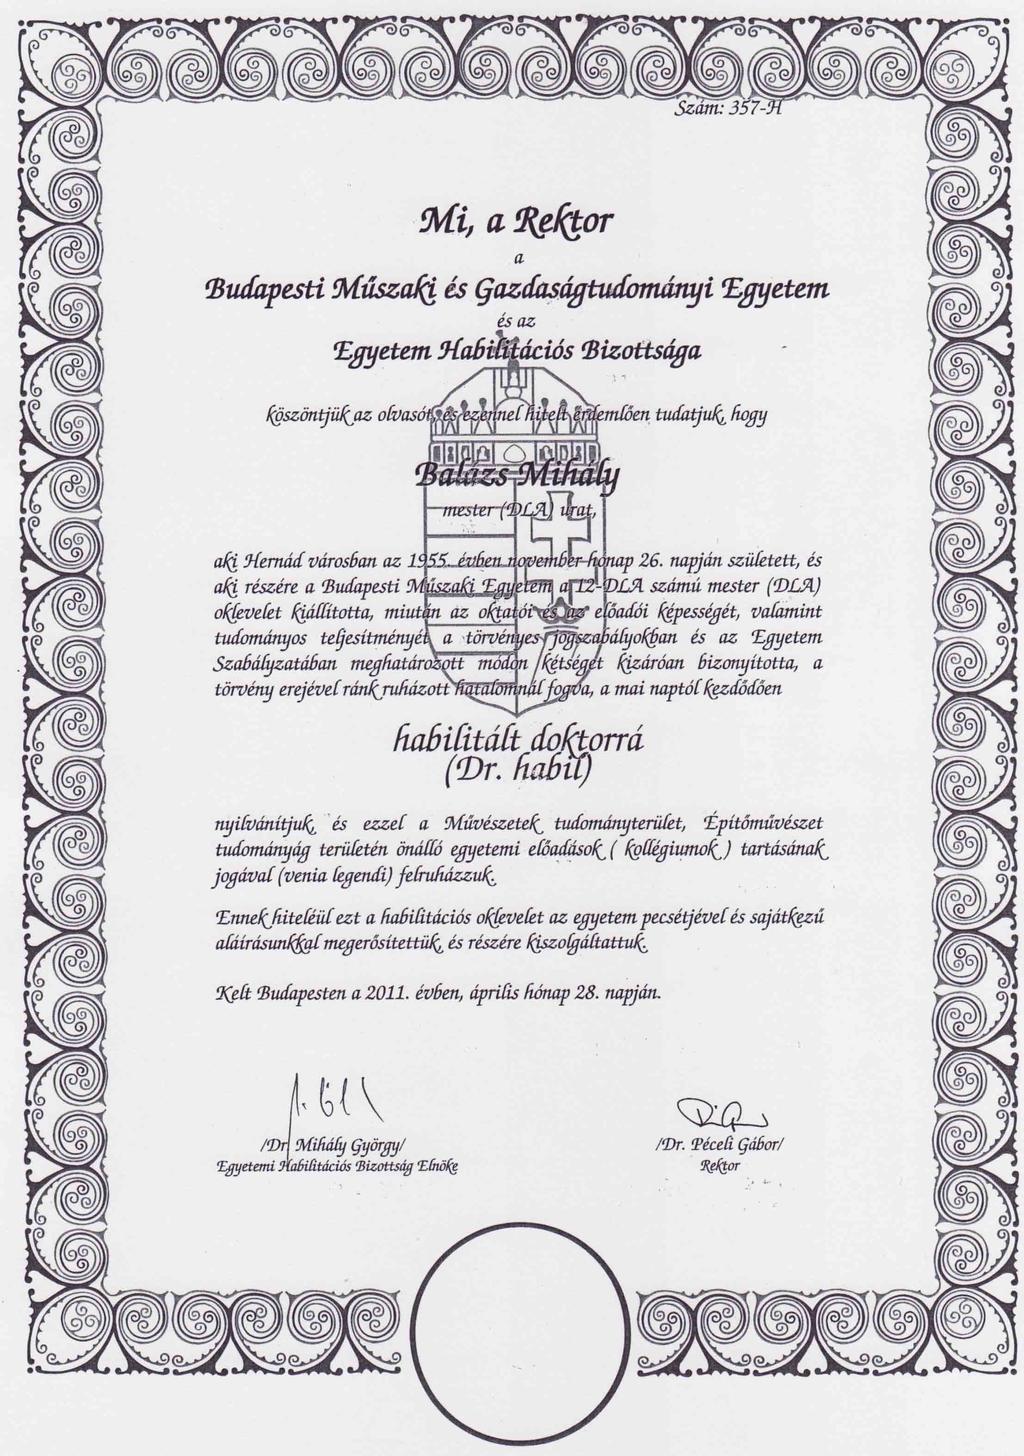 Szám: 357-H
Mi, a Rektor
a
Budapesti Műszaki és Gazdaságtudományi Egyetem
és az
Egyetem Habilitációs Bizottsága
köszöntjük az olvasót, és ezennel hitelt érdemlően tudatjuk, hogy
Balázs Mihály
mester (DLA) urat,
aki Hernád városban az 1955. évben november hónap 26. napján született, és
aki részére a Budapesti Műszaki Egyetem a 12-DLA számú mester (DLA)
oklevelet kiállította, miután az oktatói és az előadói képességét, valamint
tudományos teljesítményét a törvényes jogszabályokban és az Egyetem
Szabályzatában meghatározott módon kétséget kizáróan bizonyította, a
törvény erejével ránk ruházott hatalomnál fogva, a mai naptól kezdődően
habilitált doktorrá
(Dr. habil)
nyilvánítjuk, és ezzel a Művészetek tudományterület, Építőművészet
tudományág területén önálló egyetemi előadások ( kollégiumok ) tartásának
jogával (venia legendi) felruházzuk.
Ennek hiteléül ezt a habilitációs oklevelet az egyetem pecsétjével és sajátkezű
aláírásunkkal megerősítettük, és részére kiszolgáltattuk.
Kelt Budapesten a 2011. évben, április hónap 28. napján.
/Dr Mihály György/
Egyetemi Habilitációs Bizottság Elnöke
/Dr. Péceli Gábor/
Rektor